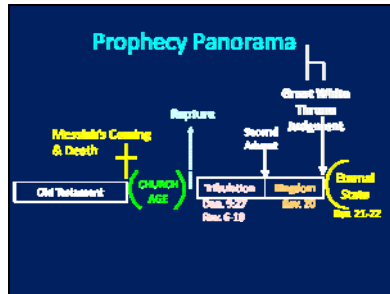 Prophecy Panorama
Great White
Throne
Judgment
Rapture
Messiah's Coming
& Death
Second
Advent
Old Testament
CHURCH
AGE
Tribulation
Kingdom
Eternal
State
Dan. 9:27
Rev. 6-19
Rev. 20
Rev. 21-22